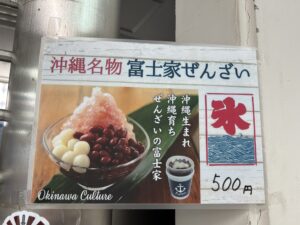 沖縄名物 富士家ぜんざい
沖縄生まれ
沖縄育ち
ぜんざいの富士家
氷
500円
Okinawa Culture